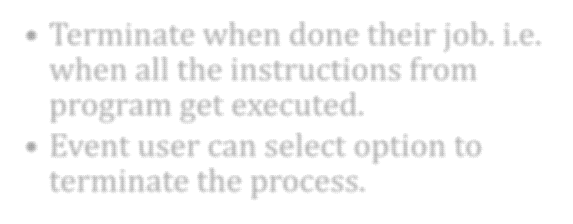 • Terminate when done their job. i.e.
when all the instructions from
program get executed.
• Event user can select option to
terminate the process.